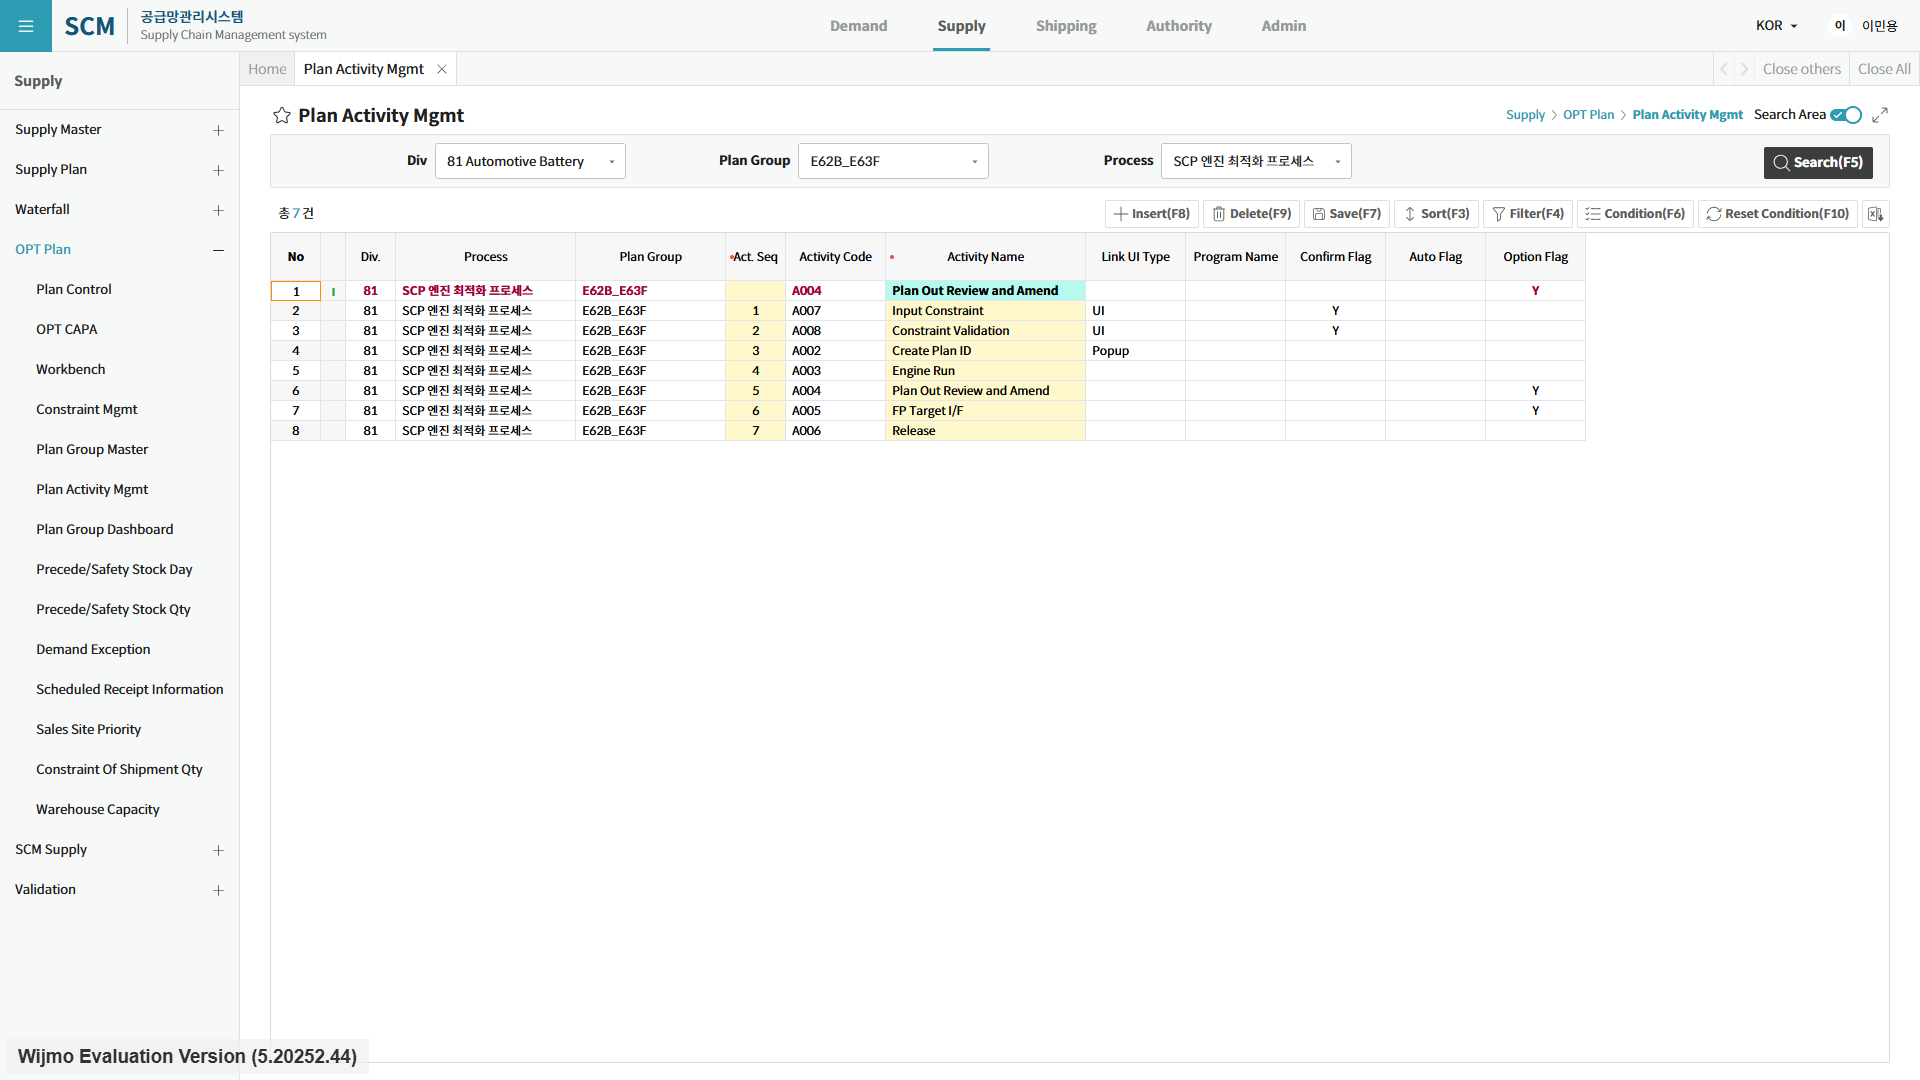 SCM 공급망관리시스템
Supply Chain Management system
Demand Supply Shipping Authority Admin
KOR 이 이민용
Supply
Home Plan Activity Mgmt
Close others Close All
Supply Master
Supply Plan
Waterfall
OPT Plan
Plan Control
OPT CAPA
Workbench
Constraint Mgmt
Plan Group Master
Plan Activity Mgmt
Plan Group Dashboard
Precede/Safety Stock Day
Precede/Safety Stock Qty
Demand Exception
Scheduled Receipt Information
Sales Site Priority
Constraint Of Shipment Qty
Warehouse Capacity
SCM Supply
Validation
Plan Activity Mgmt
Supply > OPT Plan > Plan Activity Mgmt Search Area
Div 81 Automotive Battery Plan Group E62B_E63F Process SCP 엔진 최적화 프로세스 Search(F5)
총 7 건
Insert(F8) Delete(F9) Save(F7) Sort(F3) Filter(F4) Condition(F6) Reset Condition(F10)
No Div. Process Plan Group Act. Seq Activity Code Activity Name Link UI Type Program Name Confirm Flag Auto Flag Option Flag
1 I 81 SCP 엔진 최적화 프로세스 E62B_E63F A004 Plan Out Review and Amend Y
2 81 SCP 엔진 최적화 프로세스 E62B_E63F 1 A007 Input Constraint UI Y
3 81 SCP 엔진 최적화 프로세스 E62B_E63F 2 A008 Constraint Validation UI Y
4 81 SCP 엔진 최적화 프로세스 E62B_E63F 3 A002 Create Plan ID Popup
5 81 SCP 엔진 최적화 프로세스 E62B_E63F 4 A003 Engine Run
6 81 SCP 엔진 최적화 프로세스 E62B_E63F 5 A004 Plan Out Review and Amend Y
7 81 SCP 엔진 최적화 프로세스 E62B_E63F 6 A005 FP Target I/F Y
8 81 SCP 엔진 최적화 프로세스 E62B_E63F 7 A006 Release
Wijmo Evaluation Version (5.20252.44)